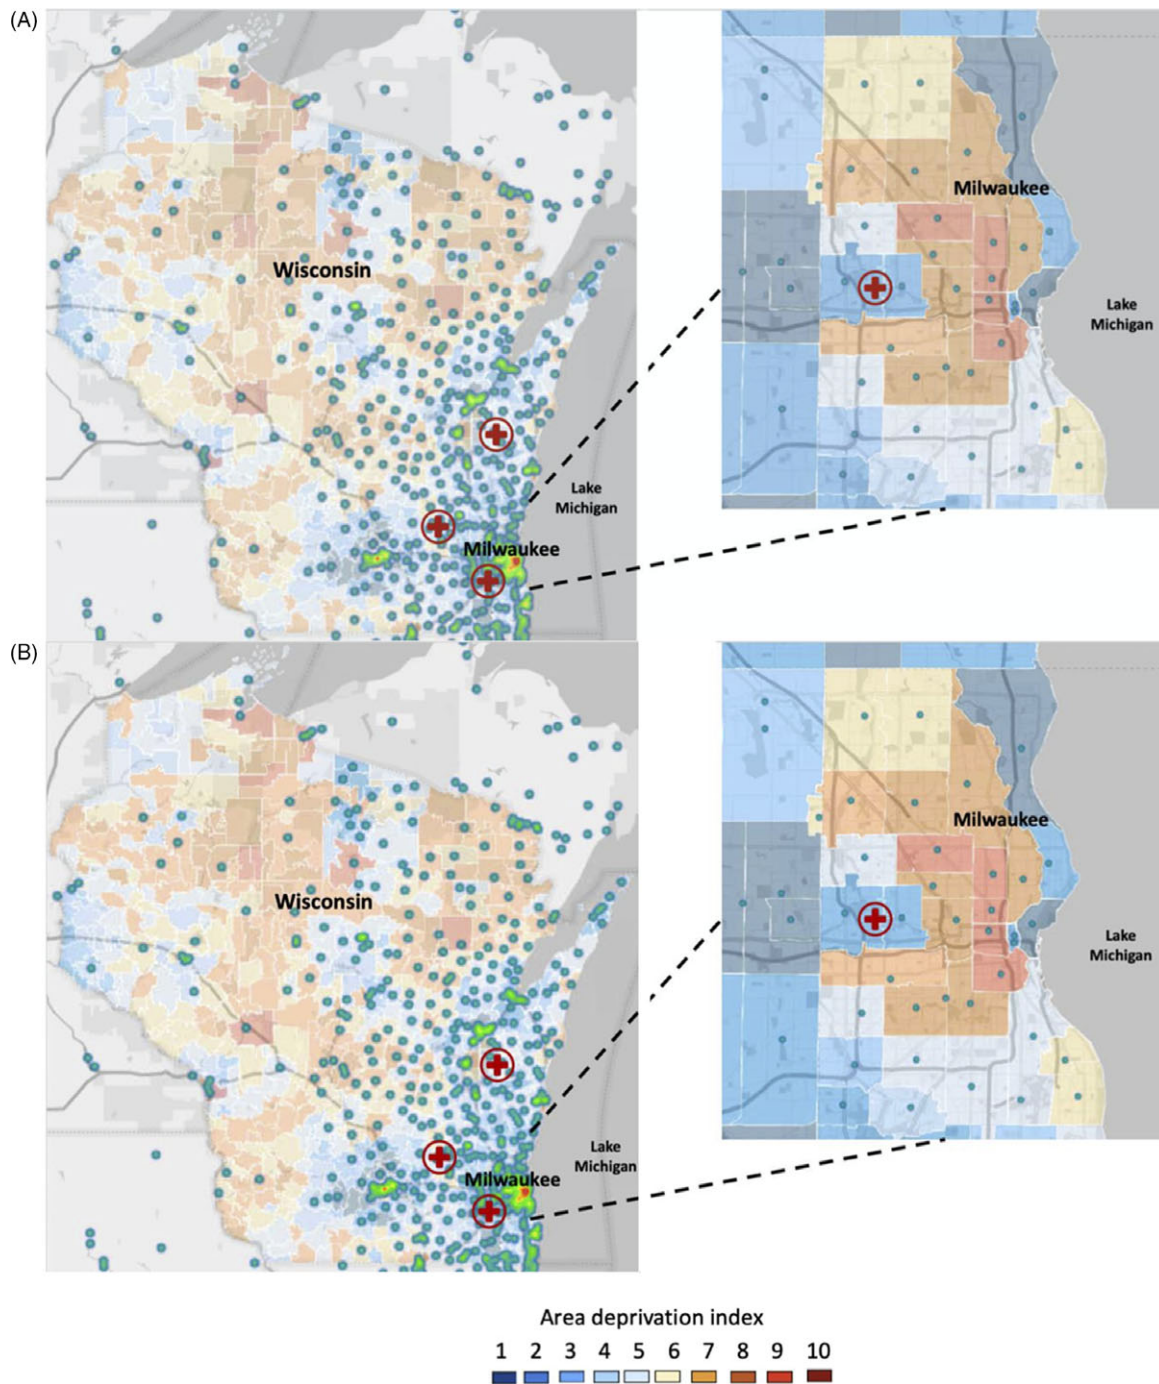 (A)
Milwaukee
Wisconsin
Lake
Michigan
Lake
Michigan
Milwaukee
(B)
Milwaukee
Wisconsin
Lake
Michigan
Lake
Michigan
Milwaukee
Area deprivation index
1 2 3 4 5 6 7 8 9 10